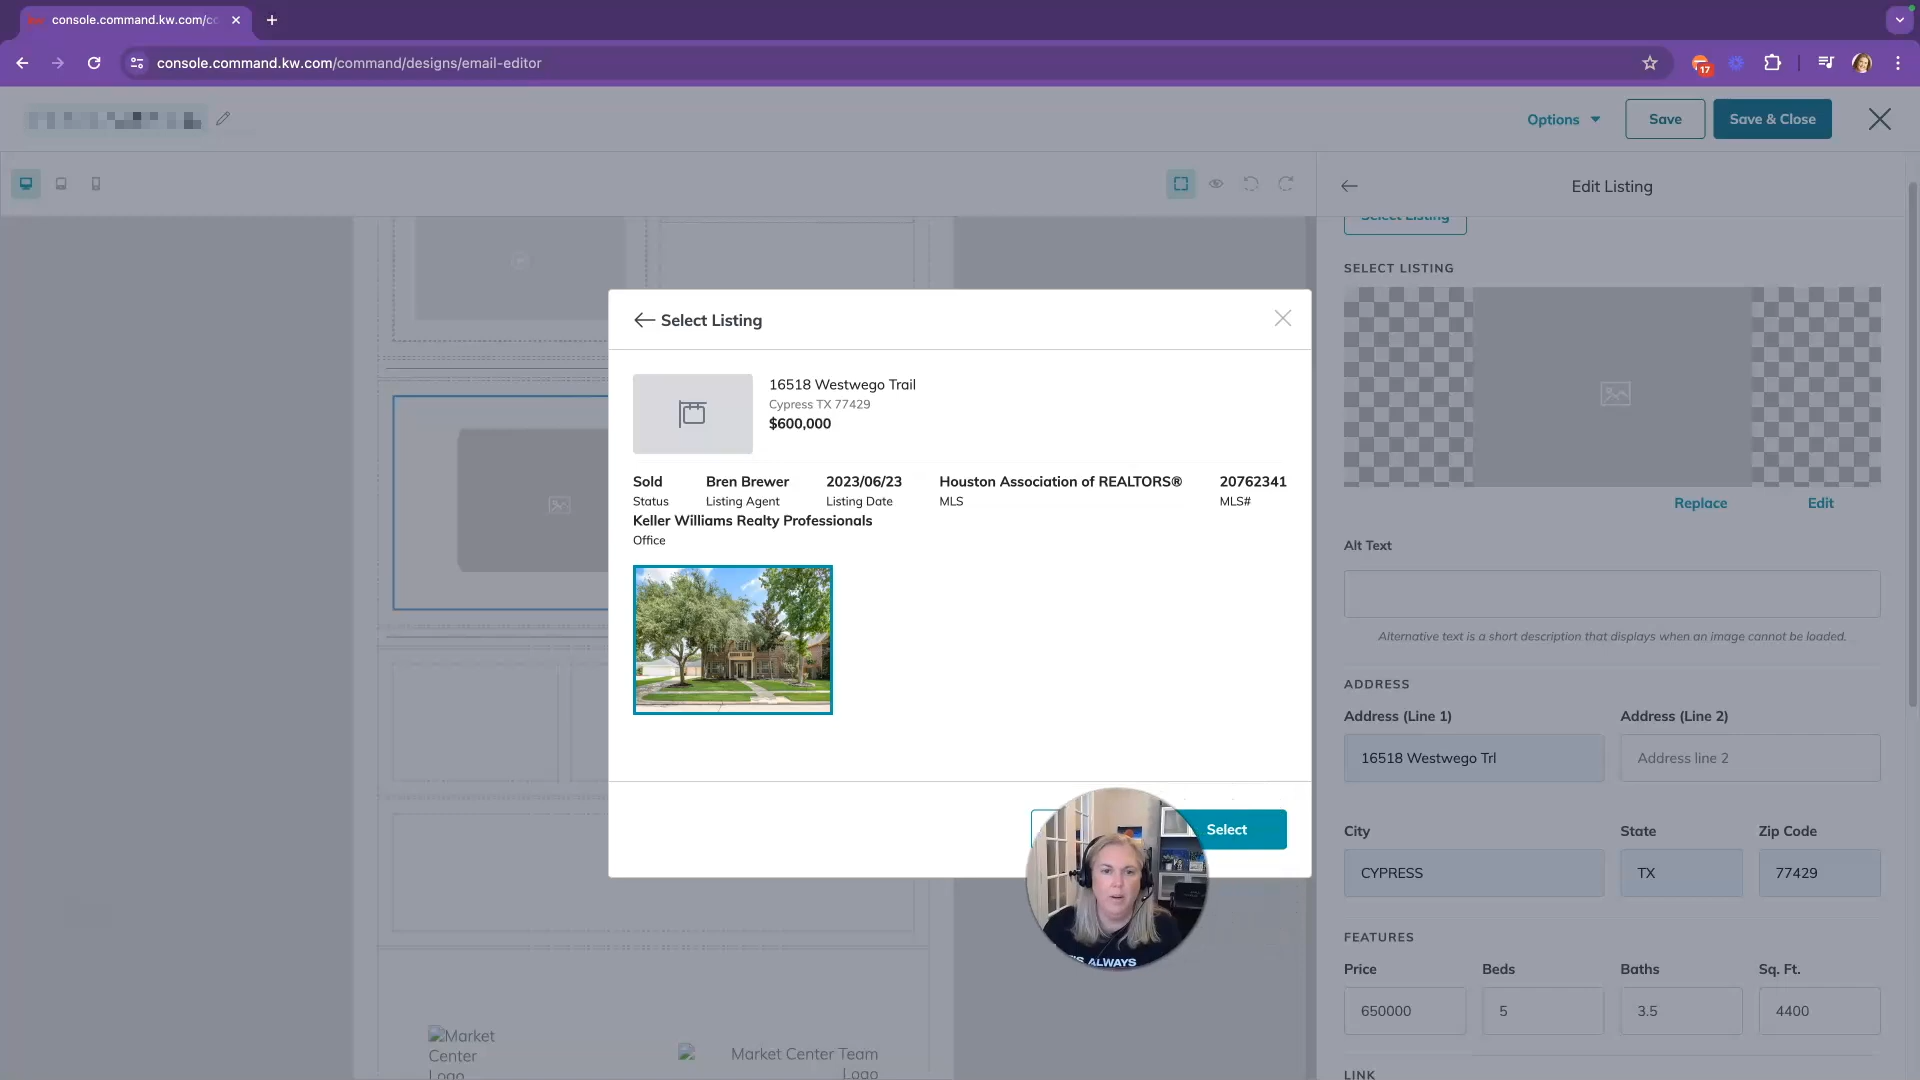 console.command.kw.com/cc
console.command.kw.com/command/designs/email-editor
17
Options
Save
Save & Close
Edit Listing
Select Listing
SELECT LISTING
Replace
Edit
Alt Text
Alternative text is a short description that displays when an image cannot be loaded.
ADDRESS
Address (Line 1)
Address (Line 2)
16518 Westwego Trl
Address line 2
City
State
Zip Code
CYPRESS
TX
77429
FEATURES
Price
Beds
Baths
Sq. Ft.
650000
5
3.5
4400
LINK
Select Listing
16518 Westwego Trail
Cypress TX 77429
$600,000
Sold
Bren Brewer
2023/06/23
Houston Association of REALTORS®
20762341
Status
Listing Agent
Listing Date
MLS
MLS#
Keller Williams Realty Professionals
Office
Select
ALWAYS
Market
Center
Logo
Market Center Team
Logo